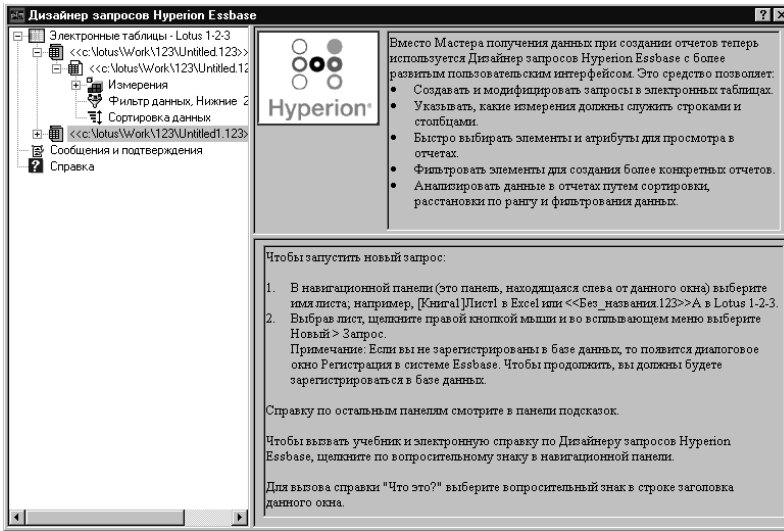 Дизайнер запросов Hyperion Essbase
Электронные таблицы - Lotus 1-2-3
<<c:\lotus\Work\123\Untitled.123>>
<<c:\lotus\Work\123\Untitled.12
Измерения
Фильтр данных, Нижние 2
Сортировка данных
<<c:\lotus\Work\123\Untitled1.123>
Сообщения и подтверждения
Справка
Hyperion
Вместо Мастера получения данных при создании отчетов теперь
используется Дизайнер запросов Hyperion Essbase с более
развитым пользовательским интерфейсом. Это средство позволяет:
• Создавать и модифицировать запросы в электронных таблицах.
• Указывать, какие измерения должны служить строками и
столбцами.
• Быстро выбирать элементы и атрибуты для просмотра в
отчетах.
• Фильтровать элементы для создания более конкретных отчетов.
• Анализировать данные в отчетах путем сортировки,
расстановки по рангу и фильтрования данных.
Чтобы запустить новый запрос:
1. В навигационной панели (это панель, находящаяся слева от данного окна) выберите
имя листа; например, [Книга1]Лист1 в Excel или <<Без_названия.123>>A в Lotus 1-2-3.
2. Выбрав лист, щелкните правой кнопкой мыши и во всплывающем меню выберите
Новый > Запрос.
Примечание: Если вы не зарегистрированы в базе данных, то появится диалоговое
окно Регистрация в системе Essbase. Чтобы продолжить, вы должны будете
зарегистрироваться в базе данных.
Справку по остальным панелям смотрите в панели подсказок.
Чтобы вызвать учебник и электронную справку по Дизайнеру запросов Hyperion
Essbase, щелкните по вопросительному знаку в навигационной панели.
Для вызова справки "Что это?" выберите вопросительный знак в строке заголовка
данного окна.